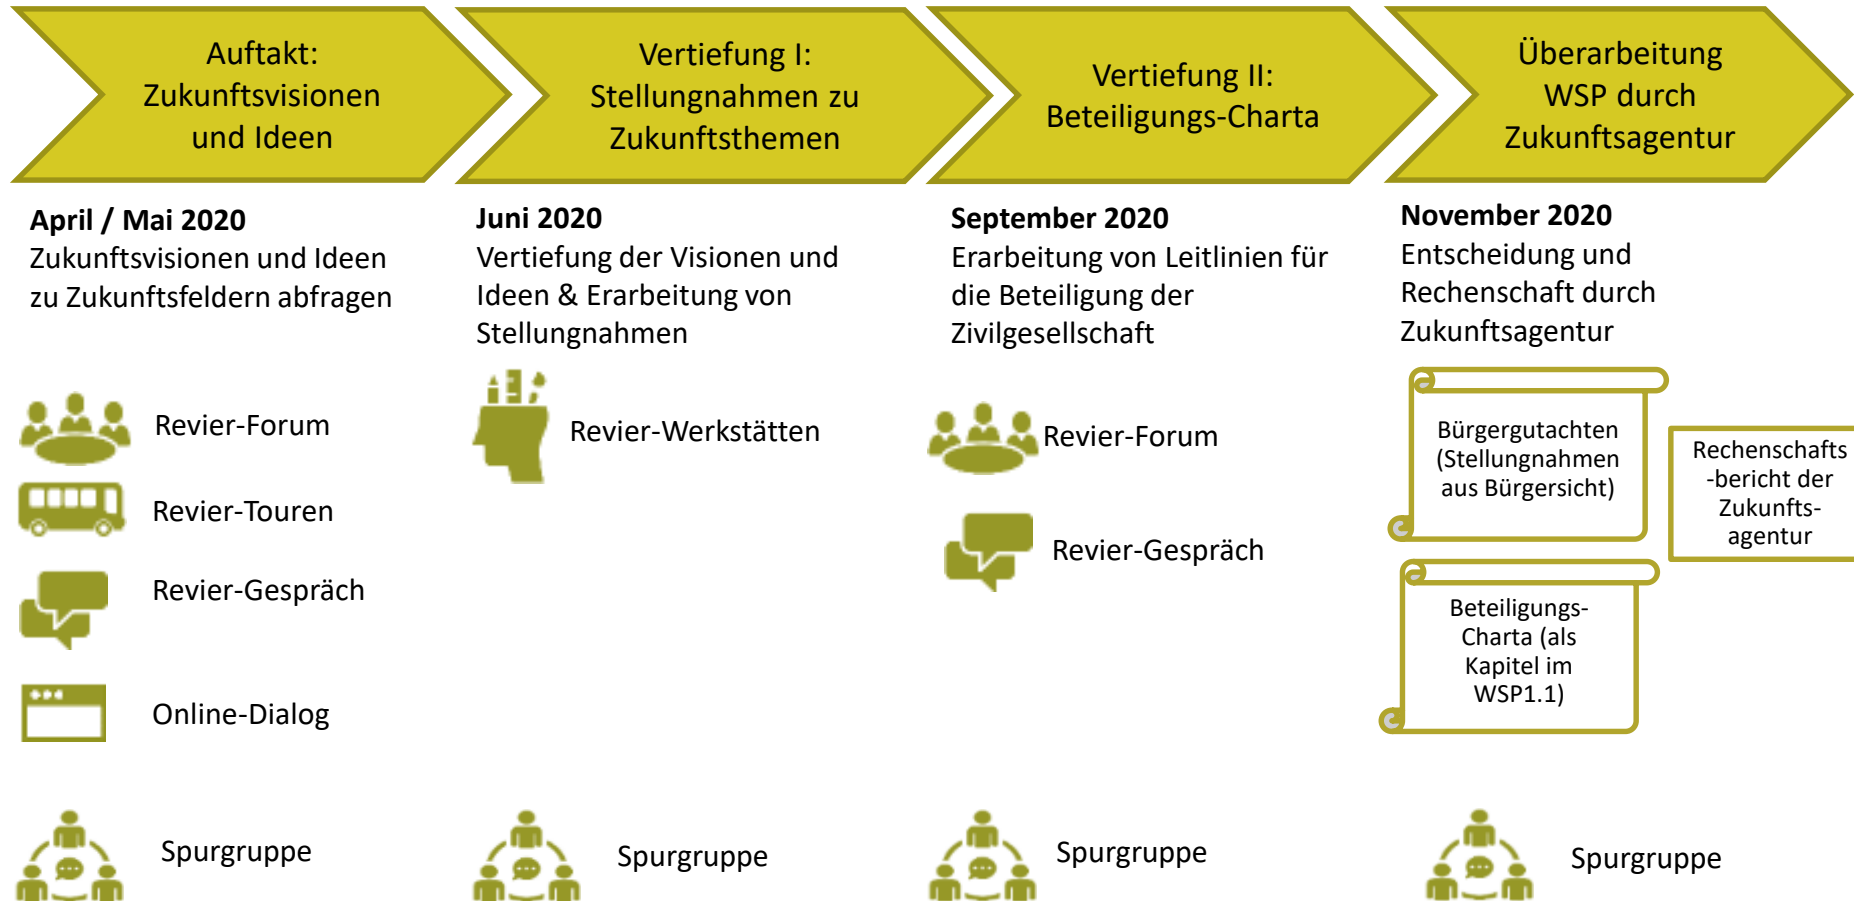 Auftakt:
Zukunftsvisionen
und Ideen
Vertiefung I:
Stellungnahmen zu
Zukunftsthemen
Vertiefung II:
Beteiligungs-Charta
Überarbeitung
WSP durch
Zukunftsagentur
April / Mai 2020
Zukunftsvisionen und Ideen
zu Zukunftsfeldern abfragen
Revier-Forum
Revier-Touren
Revier-Gespräch
Online-Dialog
Spurgruppe
Juni 2020
Vertiefung der Visionen und
Ideen & Erarbeitung von
Stellungnahmen
Revier-Werkstätten
Spurgruppe
September 2020
Erarbeitung von Leitlinien für
die Beteiligung der
Zivilgesellschaft
Revier-Forum
Revier-Gespräch
Spurgruppe
November 2020
Entscheidung und
Rechenschaft durch
Zukunftsagentur
Bürgergutachten
(Stellungnahmen
aus Bürgersicht)
Rechenschafts
-bericht der
Zukunfts-
agentur
Beteiligungs-
Charta (als
Kapitel im
WSP1.1)
Spurgruppe